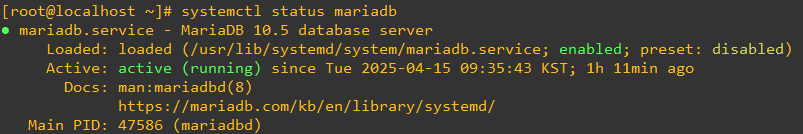 [root@localhost ~]# systemctl status mariadb
● mariadb.service - MariaDB 10.5 database server
Loaded: loaded (/usr/lib/systemd/system/mariadb.service; enabled; preset: disabled)
Active: active (running) since Tue 2025-04-15 09:35:43 KST; 1h 11min ago
Docs: man:mariadbd(8)
https://mariadb.com/kb/en/library/systemd/
Main PID: 47586 (mariadbd)